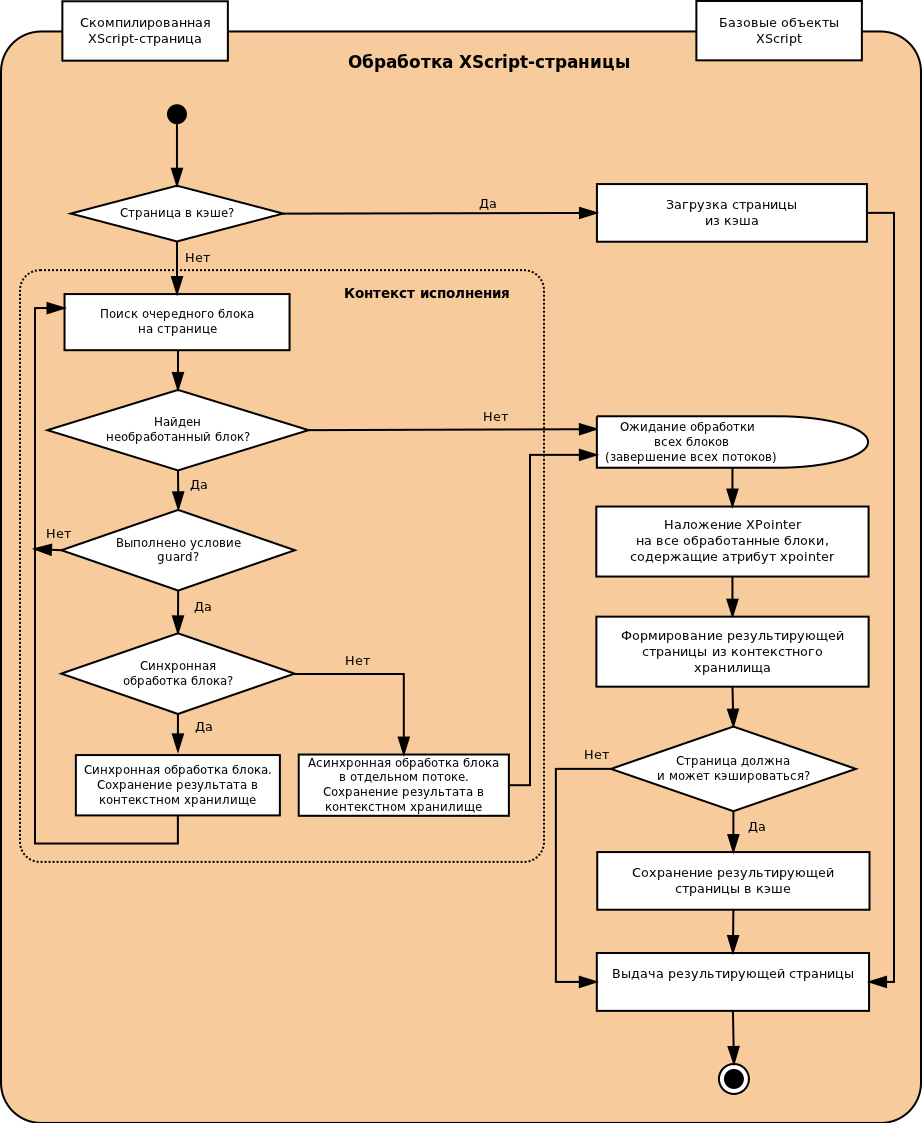 Скомпилированная
XScript-страница
Базовые объекты
XScript
Обработка XScript-страницы
Страница в кэше?
Да
Загрузка страницы
из кэша
Нет
Контекст исполнения
Поиск очередного блока
на странице
Найден
необработанный блок?
Нет
Ожидание обработки
всех блоков
(завершение всех потоков)
Да
Нет
Выполнено условие
guard?
Наложение XPointer
на все обработанные блоки,
содержащие атрибут xpointer
Да
Синхронная
обработка блока?
Нет
Формирование результирующей
страницы из контекстного
хранилища
Да
Синхронная обработка блока.
Сохранение результата в
контекстном хранилище
Асинхронная обработка блока
в отдельном потоке.
Сохранение результата в
контекстном хранилище
Нет
Страница должна
и может кэшироваться?
Да
Сохранение результирующей
страницы в кэше
Выдача результирующей страницы